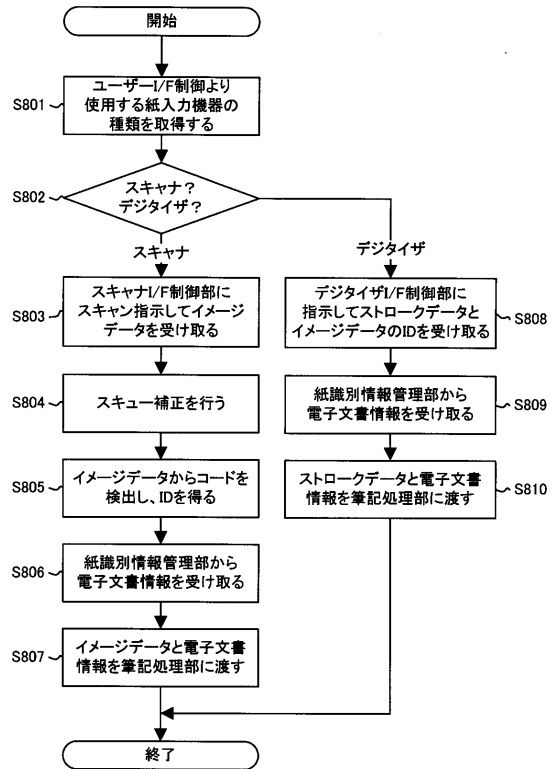 開始
S801
ユーザーI/F制御より
使用する紙入力機器の
種類を取得する
S802
スキャナ？
デジタイザ？
スキャナ
デジタイザ
S803
スキャナI/F制御部に
スキャン指示してイメージ
データを受け取る
S804
スキュー補正を行う
S805
イメージデータからコードを
検出し、IDを得る
S806
紙識別情報管理部から
電子文書情報を受け取る
S807
イメージデータと電子文書
情報を筆記処理部に渡す
デジタイザI/F制御部に
指示してストロークデータと
イメージデータのIDを受け取る
S808
紙識別情報管理部から
電子文書情報を受け取る
S809
ストロークデータと電子文書
情報を筆記処理部に渡す
S810
終了